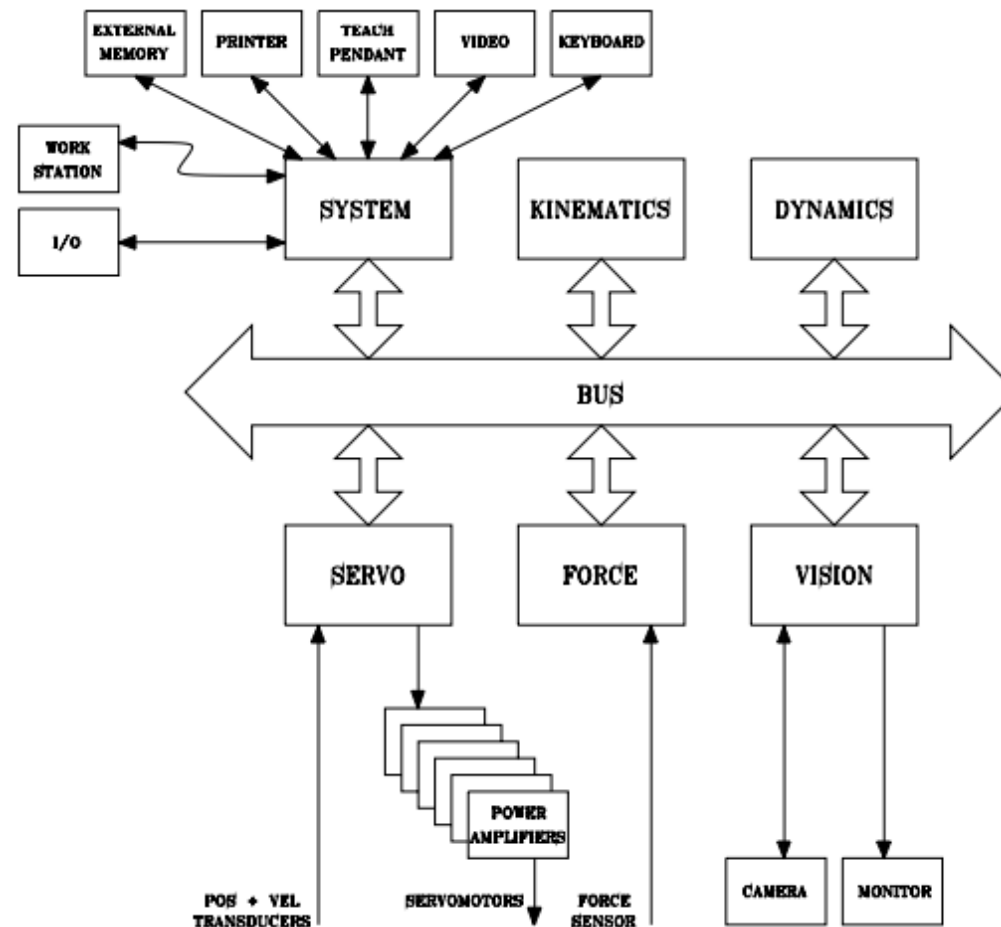 EXTERNAL
MEMORY
PRINTER
TEACH
PENDANT
VIDEO
KEYBOARD
WORK
STATION
I/O
SYSTEM
KINEMATICS
DYNAMICS
BUS
SERVO
FORCE
VISION
POWER
AMPLIFIERS
POS + VEL
TRANSDUCERS
SERVOMOTORS
FORCE
SENSOR
CAMERA
MONITOR